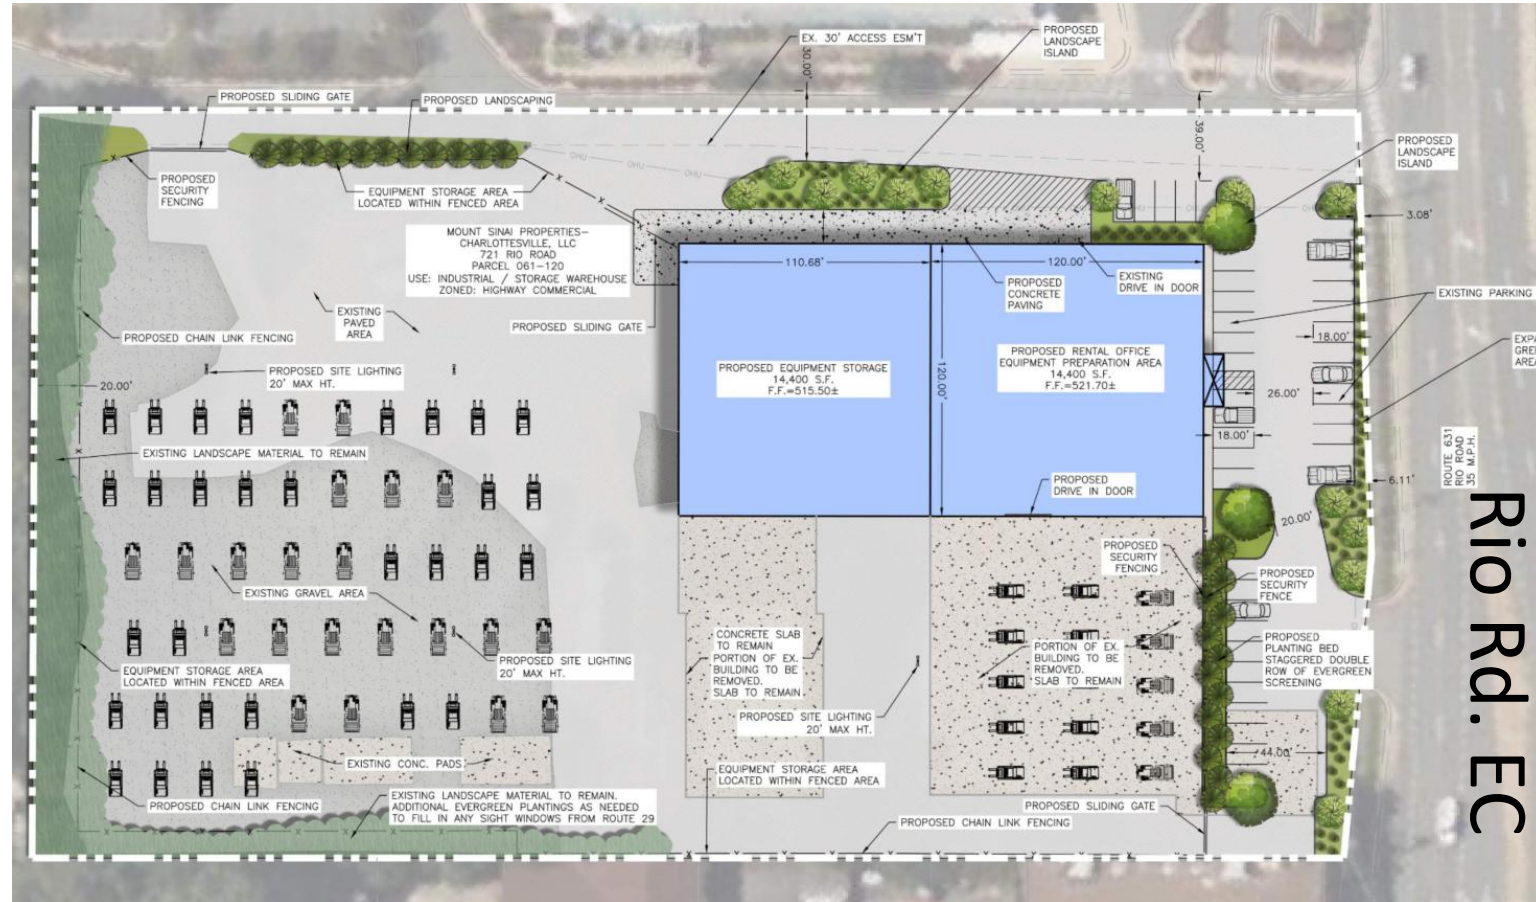 EX. 30' ACCESS ESM'T
PROPOSED
LANDSCAPE
ISLAND
30.00'
PROPOSED SLIDING GATE
PROPOSED LANDSCAPING
39.00'
PROPOSED
LANDSCAPE
ISLAND
OHU
OHU
OHU
OHU
PROPOSED
SECURITY
FENCING
EQUIPMENT STORAGE AREA
LOCATED WITHIN FENCED AREA
3.08'
MOUNT SINAI PROPERTIES-
CHARLOTTESVILLE, LLC
721 RIO ROAD
PARCEL 061-120
USE: INDUSTRIAL / STORAGE WAREHOUSE
ZONED: HIGHWAY COMMERCIAL
110.68'
120.00'
PROPOSED
CONCRETE
PAVING
EXISTING
DRIVE IN DOOR
EXISTING PARKING
EXISTING
PAVED
AREA
PROPOSED SLIDING GATE
PROPOSED CHAIN LINK FENCING
18.00'
EXPA
GREE
AREA
PROPOSED EQUIPMENT STORAGE
14,400 S.F.
F.F.=515.50±
120.00'
PROPOSED RENTAL OFFICE
EQUIPMENT PREPARATION AREA
14,400 S.F.
F.F.=521.70±
PROPOSED SITE LIGHTING
20' MAX HT.
20.00'
26.00'
18.00'
EXISTING LANDSCAPE MATERIAL TO REMAIN
ROUTE 631
RIO ROAD
35 M.P.H.
PROPOSED
DRIVE IN DOOR
6.11'
Rio Rd. EC
20.00'
PROPOSED
SECURITY
FENCING
PROPOSED
SECURITY
FENCE
EXISTING GRAVEL AREA
CONCRETE SLAB
TO REMAIN
PORTION OF EX.
BUILDING TO BE
REMOVED.
SLAB TO REMAIN
PORTION OF EX.
BUILDING TO BE
REMOVED.
SLAB TO REMAIN
PROPOSED
PLANTING BED
STAGGERED DOUBLE
ROW OF EVERGREEN
SCREENING
EQUIPMENT STORAGE AREA
LOCATED WITHIN FENCED AREA
PROPOSED SITE LIGHTING
20' MAX HT.
PROPOSED SITE LIGHTING
20' MAX HT.
44.00'
EXISTING CONC. PADS
EQUIPMENT STORAGE AREA
LOCATED WITHIN FENCED AREA
PROPOSED CHAIN LINK FENCING
EXISTING LANDSCAPE MATERIAL TO REMAIN.
ADDITIONAL EVERGREEN PLANTINGS AS NEEDED
TO FILL IN ANY SIGHT WINDOWS FROM ROUTE 29
PROPOSED SLIDING GATE
PROPOSED CHAIN LINK FENCING